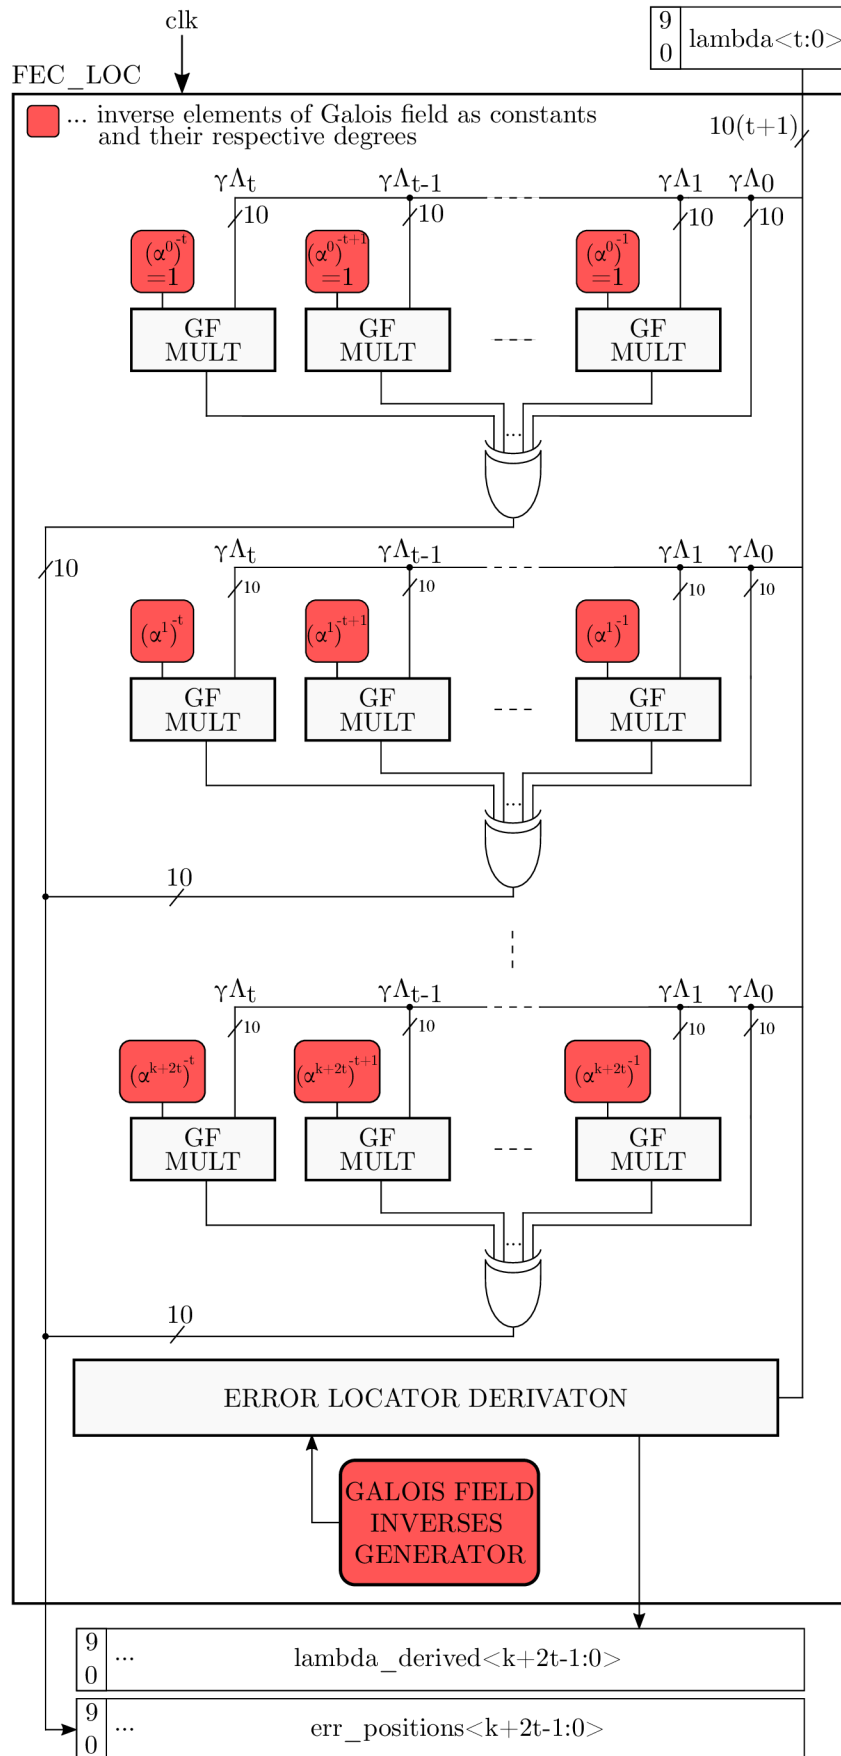 clk
9
0
lambda<t:0>
FEC_LOC
... inverse elements of Galois field as constants
and their respective degrees
10(t+1)
γΛt γΛt-1 γΛ1 γΛ0
10 10 10 10
(α⁰)^-t =1
(α⁰)^-t+1 =1
(α⁰)^-1 =1
GF MULT
GF MULT
GF MULT
...
10
γΛt γΛt-1 γΛ1 γΛ0
10 10 10 10
(α¹)^-t
(α¹)^-t+1
(α¹)^-1
GF MULT
GF MULT
GF MULT
...
10
γΛt γΛt-1 γΛ1 γΛ0
10 10 10 10
(α^k+2t)^-t
(α^k+2t)^-t+1
(α^k+2t)^-1
GF MULT
GF MULT
GF MULT
...
10
ERROR LOCATOR DERIVATON
GALOIS FIELD
INVERSES
GENERATOR
9
0
... lambda_derived<k+2t-1:0>
9
0
... err_positions<k+2t-1:0>